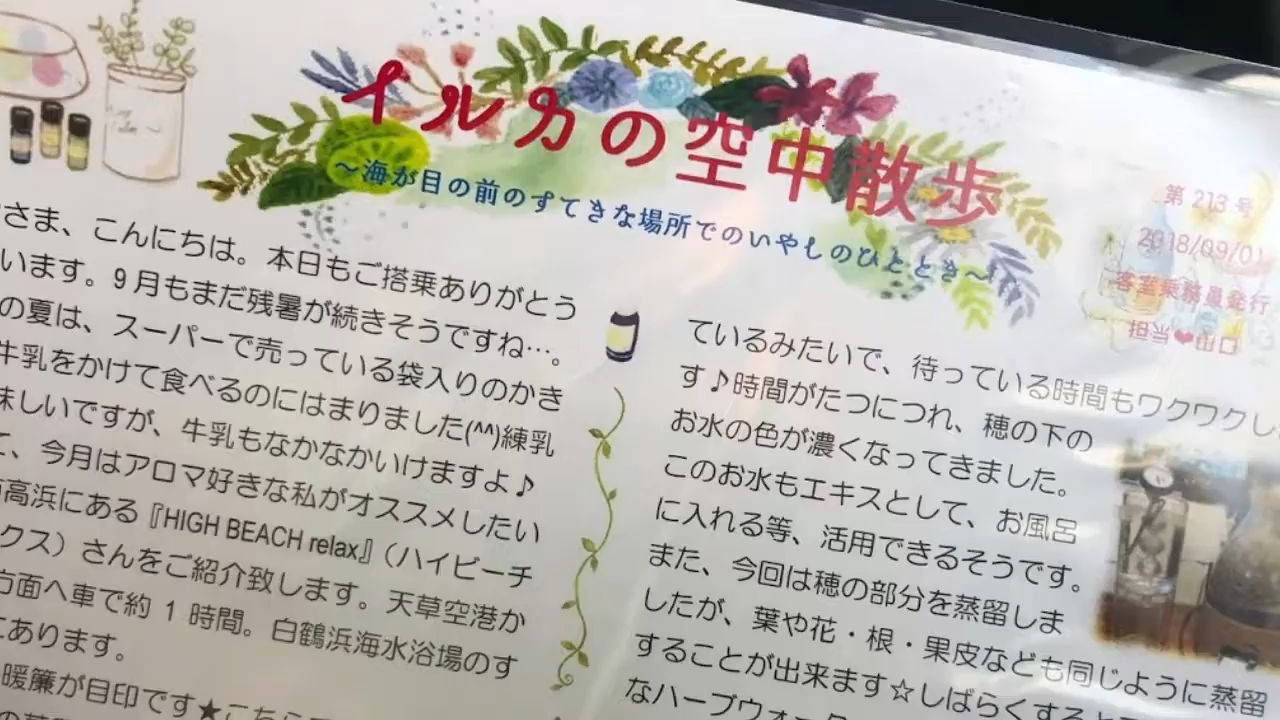 イルカの空中散歩
～海が目の前のすてきな場所でのいやしのひととき～
第213号
2018/09/01
客室乗務員発行
担当❤山口
さま、こんにちは。本日もご搭乗ありがとう
います。9月もまだ残暑が続きそうですね…。
の夏は、スーパーで売っている袋入りのかき
牛乳をかけて食べるのにはまりました(^^)練乳
味しいですが、牛乳もなかなかいけますよ♪
て、今月はアロマ好きな私がオススメしたい
高浜にある『HIGH BEACH relax』（ハイビーチ
クス）さんをご紹介致します。天草空港か
方面へ車で約 1 時間。白鶴浜海水浴場のす
にあります。
暖簾が目印です★こちら
ているみたいで、待っている時間もワクワクし
す♪時間がたつにつれ、穂の下の
お水の色が濃くなってきました。
このお水もエキスとして、お風呂
に入れる等、活用できるそうです。
また、今回は穂の部分を蒸留しま
したが、葉や花・根・果皮なども同じように蒸留
することが出来ます☆しばらくすると
なハーブウォーター